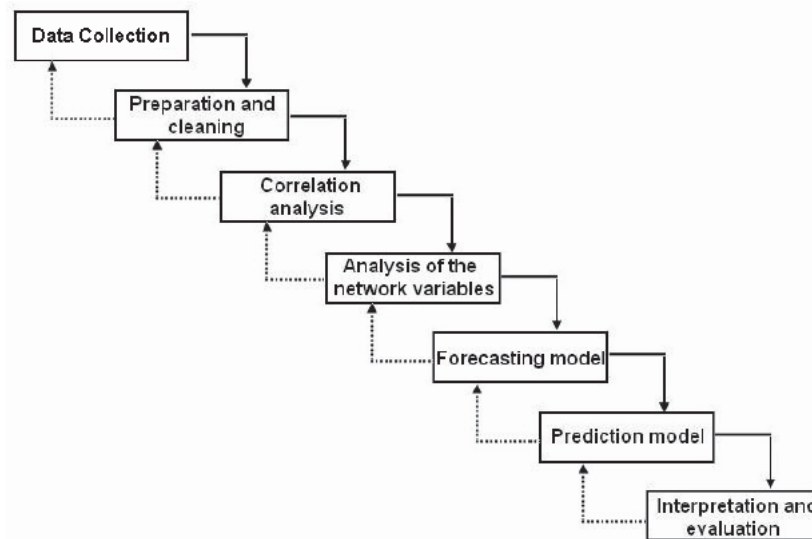 Data Collection
Preparation and
cleaning
Correlation
analysis
Analysis of the
network variables
Forecasting model
Prediction model
Interpretation and
evaluation